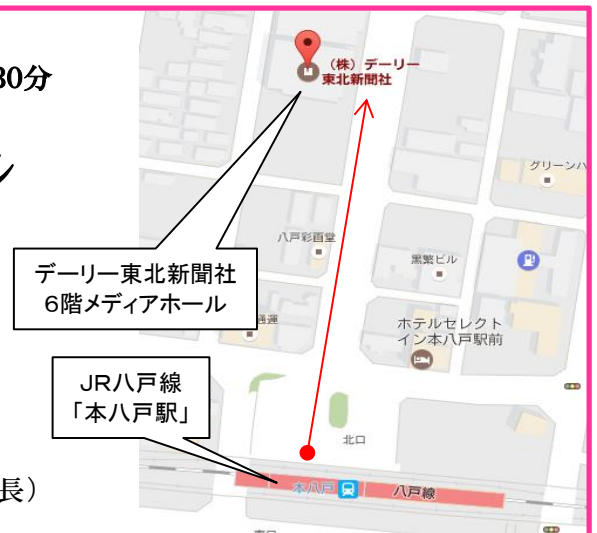 30分
ル
(株)デーリー
東北新聞社
グリーンハ
八戸彩画堂
黒繁ビル
デーリー東北新聞社
6階メディアホール
通運
ホテルセレクト
イン本八戸駅前
JR八戸線
「本八戸駅」
北口
本八戸
八戸線
長)